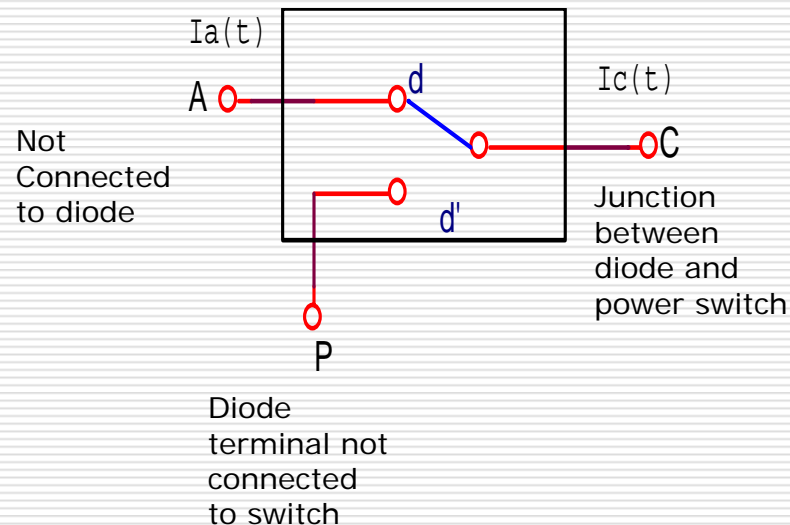 Ia(t)
A
d
Ic(t)
C
Not
Connected
to diode
d'
Junction
between
diode and
power switch
P
Diode
terminal not
connected
to switch